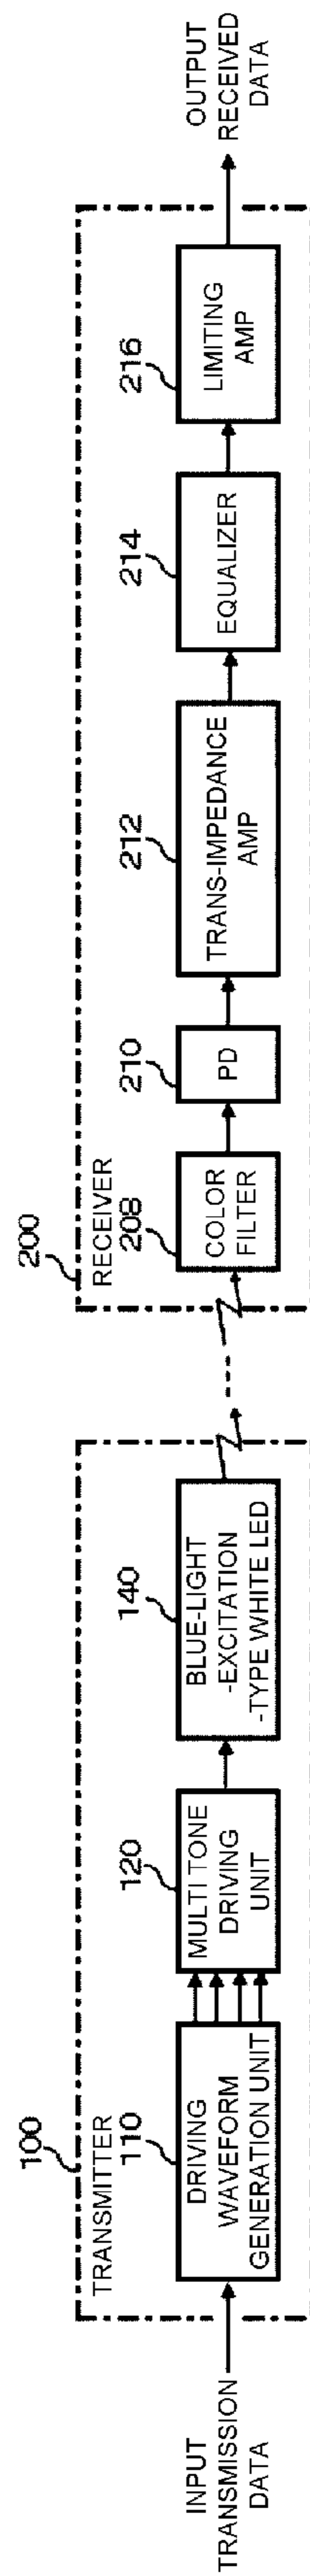 INPUT
TRANSMISSION
DATA
100
TRANSMITTER
110
DRIVING
WAVEFORM
GENERATION UNIT
120
MULTI TONE
DRIVING
UNIT
140
BLUE-LIGHT
-EXCITATION
-TYPE WHITE LED
200
RECEIVER
208
COLOR
FILTER
210
PD
212
TRANS-IMPEDANCE
AMP
214
EQUALIZER
216
LIMITING
AMP
OUTPUT
RECEIVED
DATA